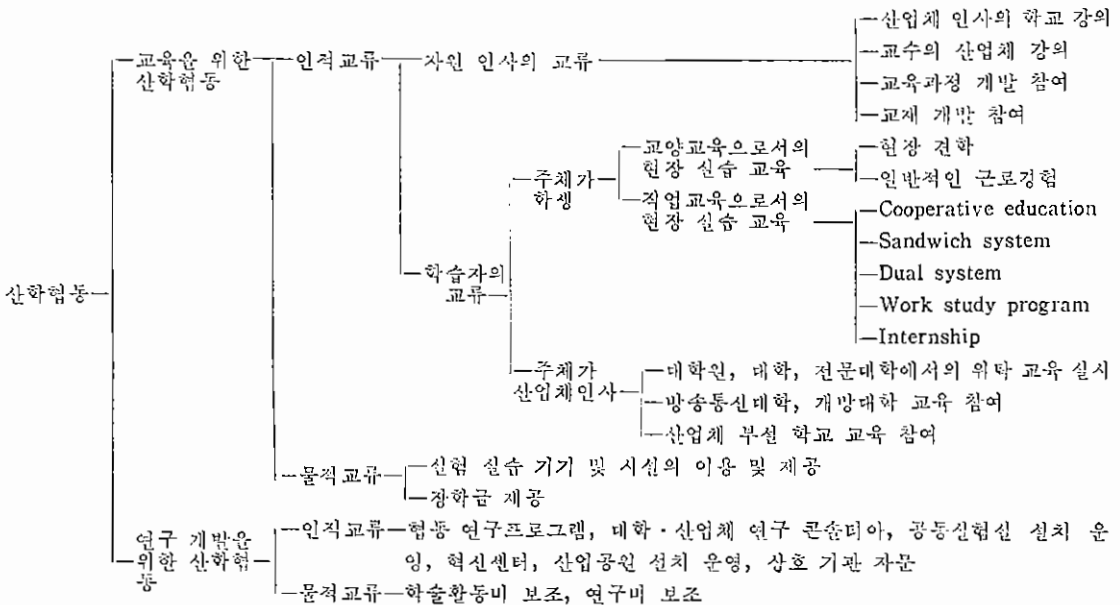 산업체 인사의 학교 강의
교육을 위한 인적교류 자원 인사의 교류 교수의 산업체 강의
산학협동
교육과정 개발 참여
교재 개발 참여
교양교육으로서의 현장 견학
주체가 현장 실습 교육
학생 일반적인 근로경험
직업교육으로서의 Cooperative education
현장 실습 교육
Sandwich system
학습자의 Dual system
산학협동 교류
Work study program
Internship
주체가 대학원, 대학, 전문대학에서의 위탁 교육 실시
산업체인사
방송통신대학, 개방대학 교육 참여
산업체 부설 학교 교육 참여
물적교류 실험 실습 기기 및 시설의 이용 및 제공
장학금 제공
연구 개발을 인적교류 협동 연구프로그램, 대학·산업체 연구 콘솔티아, 공동실험실 설치 운
위한 산학협 영, 혁신센터, 산업공원 설치 운영, 상호 기관 자문
동
물적교류 학술활동비 보조, 연구비 보조